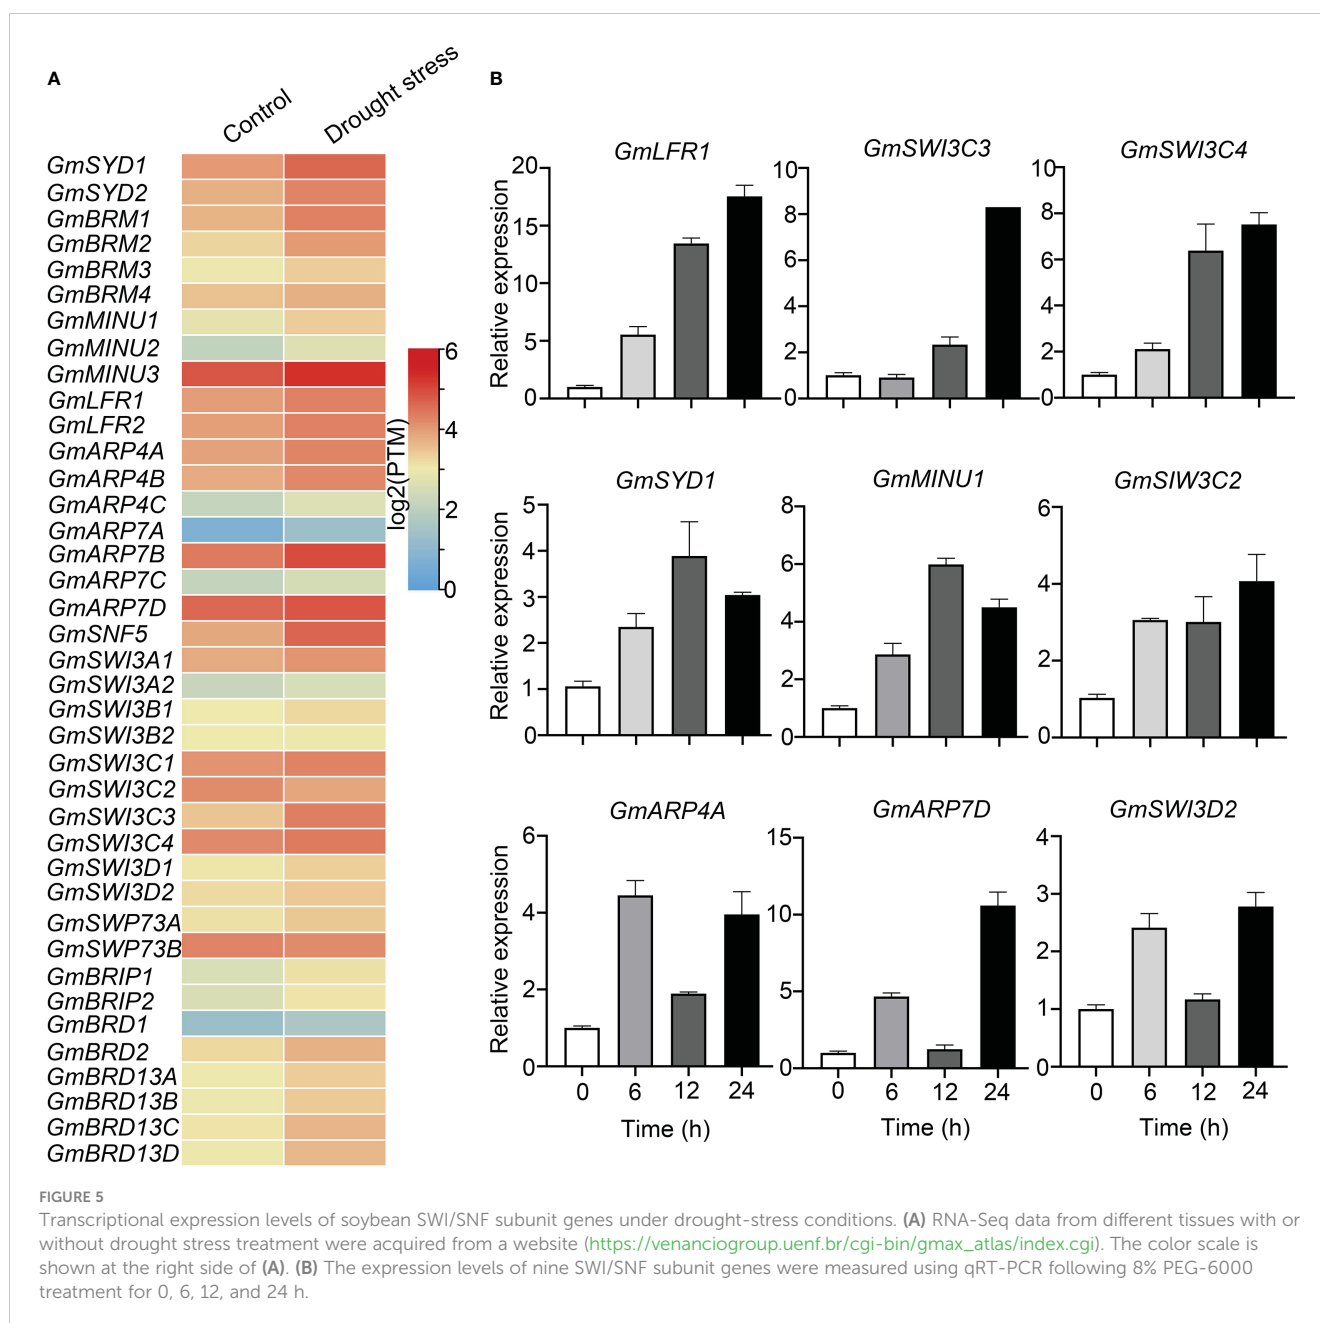 A
Control
Drought stress
GmSYD1
GmSYD2
GmBRM1
GmBRM2
GmBRM3
GmBRM4
GmMINU1
GmMINU2
GmMINU3
GmLFR1
GmLFR2
GmARP4A
GmARP4B
GmARP4C
GmARP7A
GmARP7B
GmARP7C
GmARP7D
GmSNF5
GmSWI3A1
GmSWI3A2
GmSWI3B1
GmSWI3B2
GmSWI3C1
GmSWI3C2
GmSWI3C3
GmSWI3C4
GmSWI3D1
GmSWI3D2
GmSWP73A
GmSWP73B
GmBRIP1
GmBRIP2
GmBRD1
GmBRD2
GmBRD13A
GmBRD13B
GmBRD13C
GmBRD13D
6
4
2
0
log2(PTM)
B
GmLFR1
Relative expression
20
15
10
5
0
GmSWI3C3
10
8
6
4
2
0
GmSWI3C4
10
8
6
4
2
0
GmSYD1
Relative expression
5
4
3
2
1
0
GmMINU1
8
6
4
2
0
GmSIW3C2
6
4
2
0
GmARP4A
Relative expression
6
4
2
0
0 6 12 24
Time (h)
GmARP7D
15
10
5
0
0 6 12 24
Time (h)
GmSWI3D2
4
3
2
1
0
0 6 12 24
Time (h)
FIGURE 5
Transcriptional expression levels of soybean SWI/SNF subunit genes under drought-stress conditions. (A) RNA-Seq data from different tissues with or
without drought stress treatment were acquired from a website (https://venanciogroup.uenf.br/cgi-bin/gmax_atlas/index.cgi). The color scale is
shown at the right side of (A). (B) The expression levels of nine SWI/SNF subunit genes were measured using qRT-PCR following 8% PEG-6000
treatment for 0, 6, 12, and 24 h.